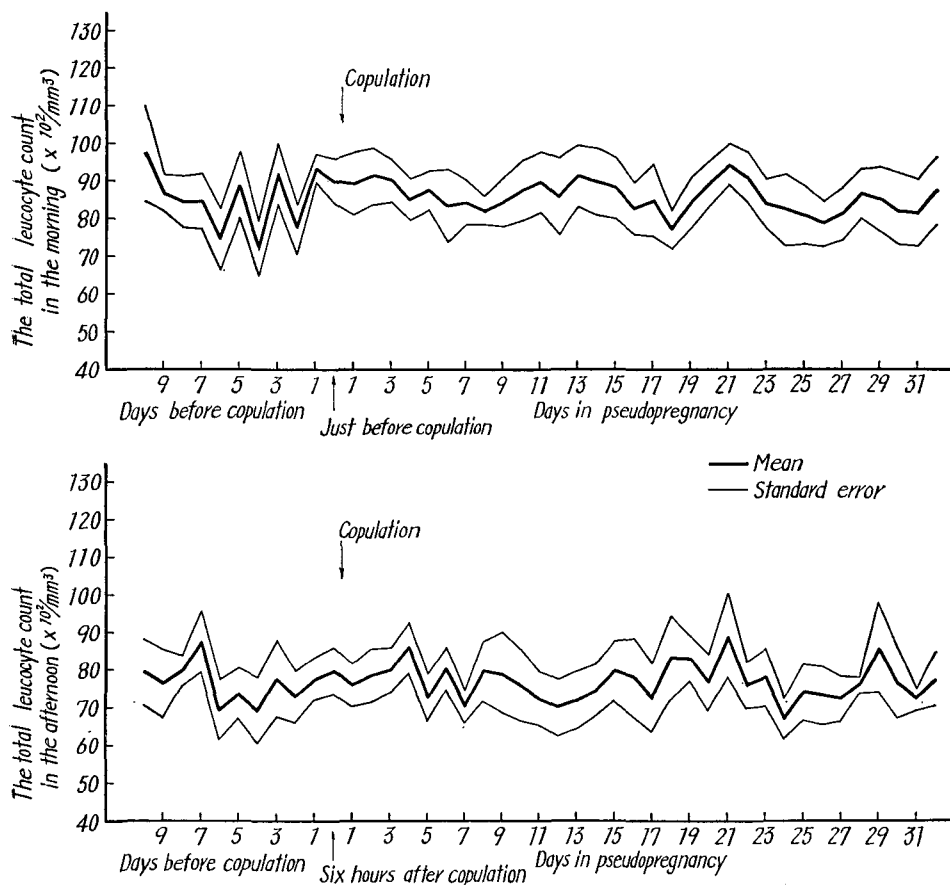 The total leucocyte count
in the morning (x 10²/mm³)
130
120
110
100
90
80
70
60
50
40
Copulation
9 7 5 3 1 1 3 5 7 9 11 13 15 17 19 21 23 25 27 29 31
Days before copulation
Just before copulation
Days in pseudopregnancy
Mean
Standard error
The total leucocyte count
in the afternoon (x 10²/mm³)
130
120
110
100
90
80
70
60
50
40
Copulation
9 7 5 3 1 1 3 5 7 9 11 13 15 17 19 21 23 25 27 29 31
Days before copulation
Six hours after copulation
Days in pseudopregnancy